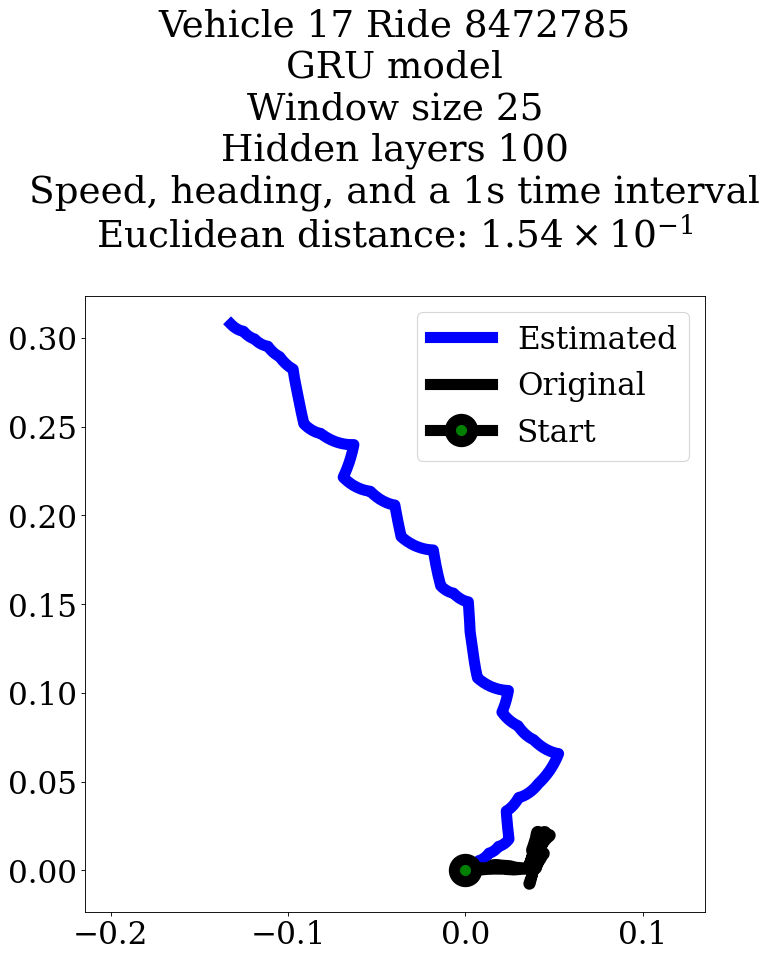 Vehicle 17 Ride 8472785
GRU model
Window size 25
Hidden layers 100
Speed, heading, and a 1s time interval
Euclidean distance: 1.54 × 10⁻¹
Estimated
Original
Start
0.30
0.25
0.20
0.15
0.10
0.05
0.00
−0.2
−0.1
0.0
0.1